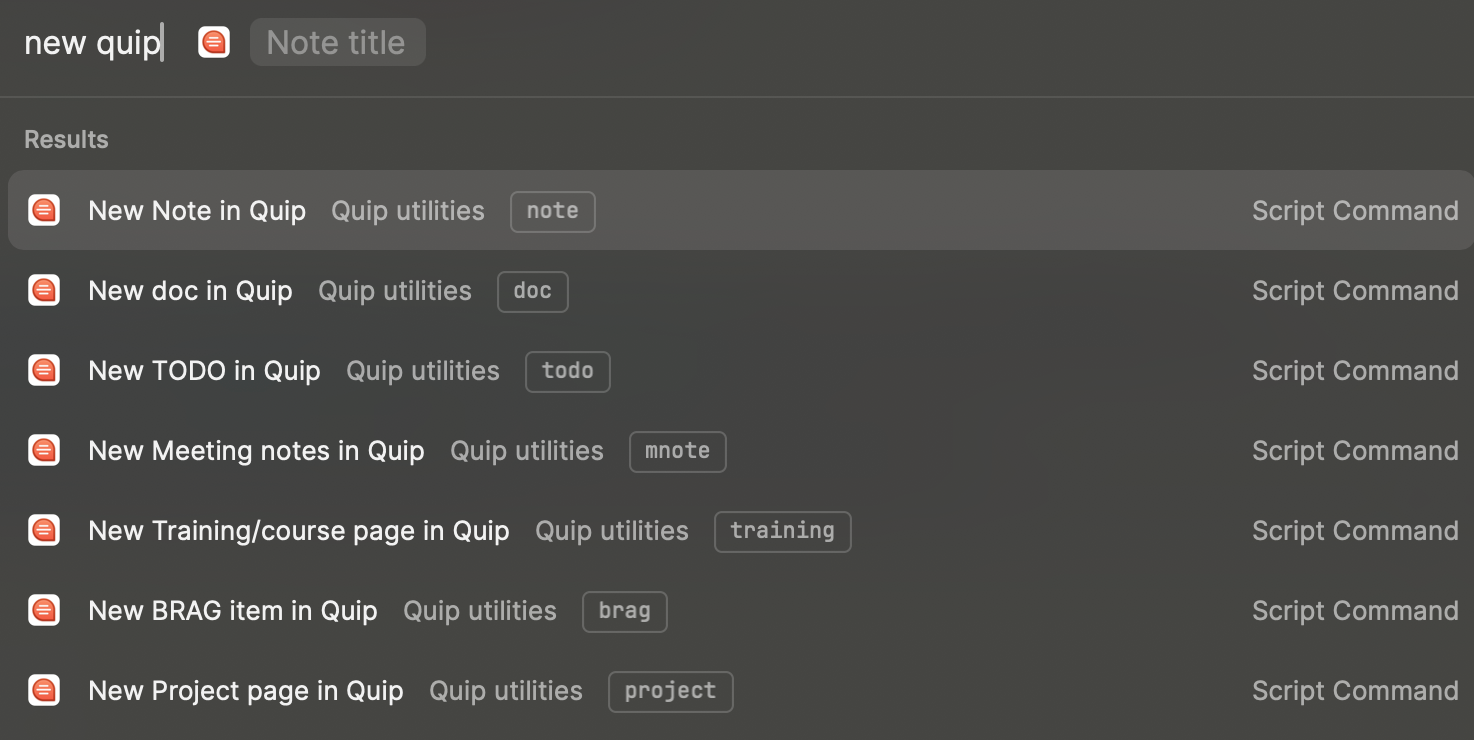 new quip Note title
Results
New Note in Quip Quip utilities note Script Command
New doc in Quip Quip utilities doc Script Command
New TODO in Quip Quip utilities todo Script Command
New Meeting notes in Quip Quip utilities mnote Script Command
New Training/course page in Quip Quip utilities training Script Command
New BRAG item in Quip Quip utilities brag Script Command
New Project page in Quip Quip utilities project Script Command